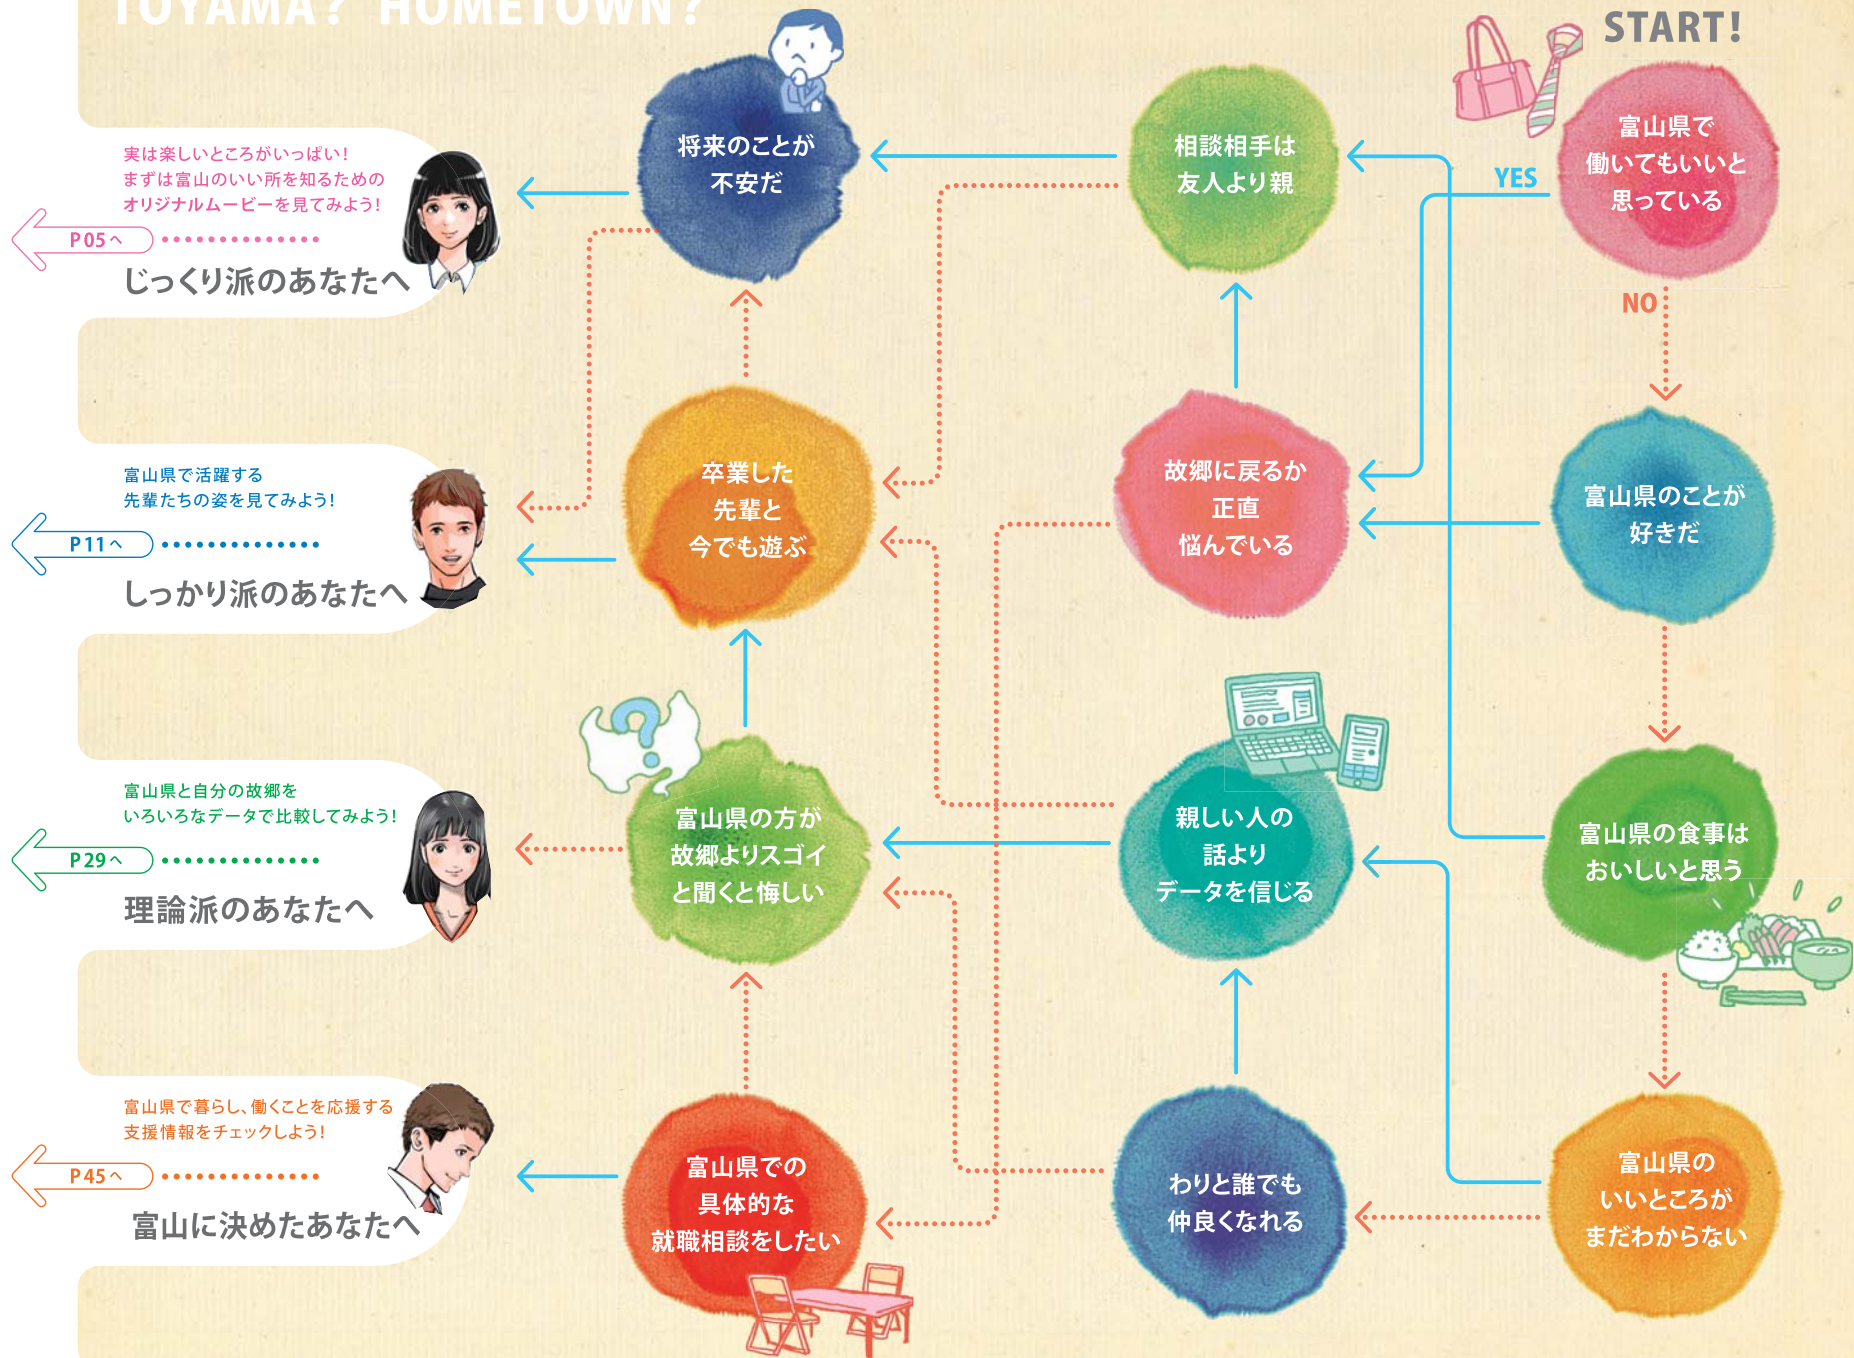 TOYAMA? HOMETOWN?
START!
富山県で
働いてもいいと
思っている
YES
NO
相談相手は
友人より親
将来のことが
不安だ
実は楽しいところがいっぱい!
まずは富山のいい所を知るための
オリジナルムービーを見てみよう!
P05へ
じっくり派のあなたへ
富山県のことが
好きだ
故郷に戻るか
正直
悩んでいる
卒業した
先輩と
今でも遊ぶ
富山県で活躍する
先輩たちの姿を見てみよう!
P11へ
しっかり派のあなたへ
富山県の食事は
おいしいと思う
親しい人の
話より
データを信じる
富山県の方が
故郷よりスゴイ
と聞くと悔しい
富山県と自分の故郷を
いろいろなデータで比較してみよう!
P29へ
理論派のあなたへ
富山県の
いいところが
まだわからない
わりと誰でも
仲良くなれる
富山県での
具体的な
就職相談をしたい
富山県で暮らし、働くことを応援する
支援情報をチェックしよう!
P45へ
富山に決めたあなたへ